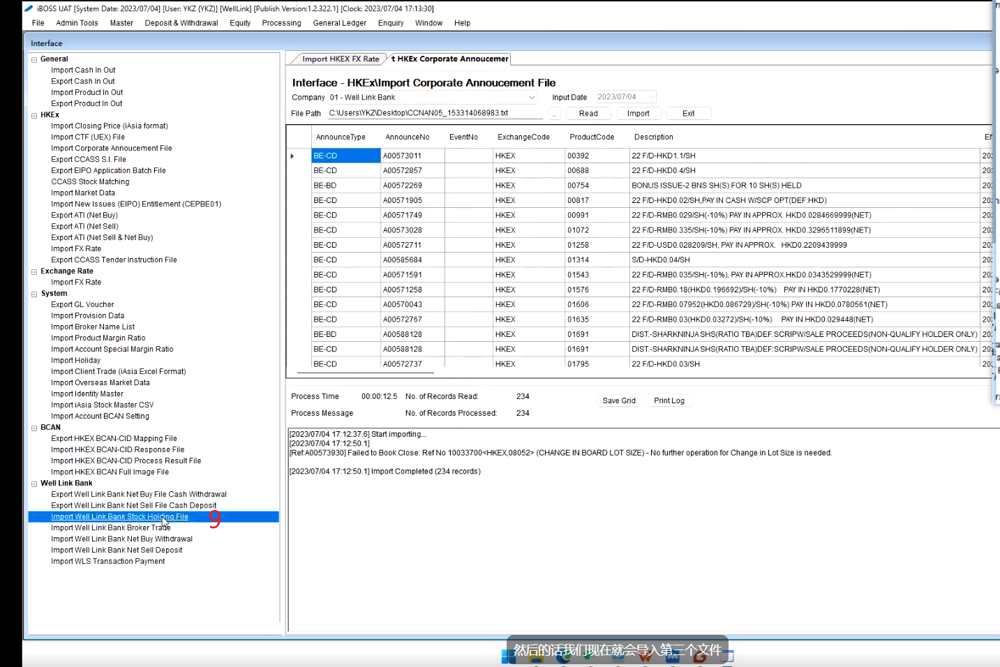 iBOSS UAT [System Date: 2023/07/04] [User: YKZ (YKZ)] [WellLink] [Publish Version:1.2.322.1] [Clock: 2023/07/04 17:13:30]
File Admin Tools Master Deposit & Withdrawal Equity Processing General Ledger Enquiry Window Help
Interface
General
Import Cash In Out
Export Cash In Out
Import Product In Out
Export Product In Out
HKEx
Import Closing Price (iAsia format)
Import CTF (UEX) File
Import Corporate Annoucement File
Export CCASS S.I. File
Export EIPO Application Batch File
CCASS Stock Matching
Import Market Data
Import New Issues (EIPO) Entitlement (CEPBE01)
Export ATI (Net Buy)
Export ATI (Net Sell)
Export ATI (Net Sell & Net Buy)
Import FX Rate
Export CCASS Tender Instruction File
Exchange Rate
Import FX Rate
System
Export GL Voucher
Import Provision Data
Import Broker Name List
Import Product Margin Ratio
Import Account Special Margin Ratio
Import Holiday
Import Client Trade (iAsia Excel Format)
Import Overseas Market Data
Import Identity Master
Import iAsia Stock Master CSV
Import Account BCAN Setting
BCAN
Export HKEX BCAN-CID Mapping File
Import HKEX BCAN-CID Response File
Import HKEX BCAN-CID Process Result File
Import HKEX BCAN Full Image File
Well Link Bank
Export Well Link Bank Net Buy File Cash Withdrawal
Export Well Link Bank Net Sell File Cash Deposit
Import Well Link Bank Stock Holding File 9
Import Well Link Bank Broker Trade
Import Well Link Bank Net Buy Withdrawal
Import Well Link Bank Net Sell Deposit
Import WLS Transaction Payment
Import HKEX FX Rate t HKEx Corporate Annoucemer
Interface - HKEx\Import Corporate Annoucement File
Company 01 - Well Link Bank Input Date 2023/07/04
File Path C:\Users\YKZ\Desktop\CCNAN05_153314068983.txt .. Read Import Exit
AnnounceType AnnounceNo EventNo ExchangeCode ProductCode Description Ef
BE-CD A00573011 HKEX 00392 22 F/D-HKD1.1/SH 202
BE-CD A00572857 HKEX 00688 22 F/D-HKD0.4/SH 202
BE-BD A00572269 HKEX 00754 BONUS ISSUE-2 BNS SH(S) FOR 10 SH(S) HELD 202
BE-CD A00571905 HKEX 00817 22 F/D-HKD0.02/SH,PAY IN CASH W/SCP OPT(DEF:HKD) 202
BE-CD A00571749 HKEX 00991 22 F/D-RMB0.029/SH(-10%) PAY IN APPROX. HKD0.0284669999(NET) 202
BE-CD A00573028 HKEX 01072 22 F/D-RMB0.335/SH(-10%) PAY IN APPROX. HKD0.3296511899(NET) 202
BE-CD A00572711 HKEX 01258 22 F/D-USD0.028209/SH, PAY IN APPROX. HKD0.2209439999 202
BE-CD A00585684 HKEX 01314 S/D-HKD0.04/SH 202
BE-CD A00571591 HKEX 01543 22 F/D-RMB0.035/SH(-10%), PAY IN APPROX.HKD0.0343529999(NET) 202
BE-CD A00571258 HKEX 01576 22 F/D-RMB0.18(HKD0.196692)/SH(-10%) PAY IN HKD0.1770228(NET) 202
BE-CD A00570043 HKEX 01606 22 F/D-RMB0.07952(HKD0.086729)/SH(-10%) PAY IN HKD0.0780561(NET) 202
BE-CD A00572767 HKEX 01635 22 F/D-RMB0.03(HKD0.03272)/SH(-10%) PAY IN HKD0.029448(NET) 202
BE-BD A00588128 HKEX 01691 DIST.-SHARKNINJA SHS(RATIO TBA)DEF:SCRIPW/SALE PROCEEDS(NON-QUALIFY HOLDER ONLY) 202
BE-CD A00588128 HKEX 01691 DIST.-SHARKNINJA SHS(RATIO TBA)DEF:SCRIPW/SALE PROCEEDS(NON-QUALIFY HOLDER ONLY) 202
BE-CD A00572737 HKEX 01795 22 F/D-HKD0.03/SH 202
Process Time 00:00:12.5 No. of Records Read: 234 Save Grid Print Log
Process Message No. of Records Processed: 234
[2023/07/04 17:12:37.6] Start importing...
[2023/07/04 17:12:50.1]
[Ref:A00573930] Failed to Book Close: Ref No 10033700<HKEX,08052> (CHANGE IN BOARD LOT SIZE) - No further operation for Change in Lot Size is needed.
[2023/07/04 17:12:50.1] Import Completed (234 records)
然后的话我们现在就会导入第三个文件